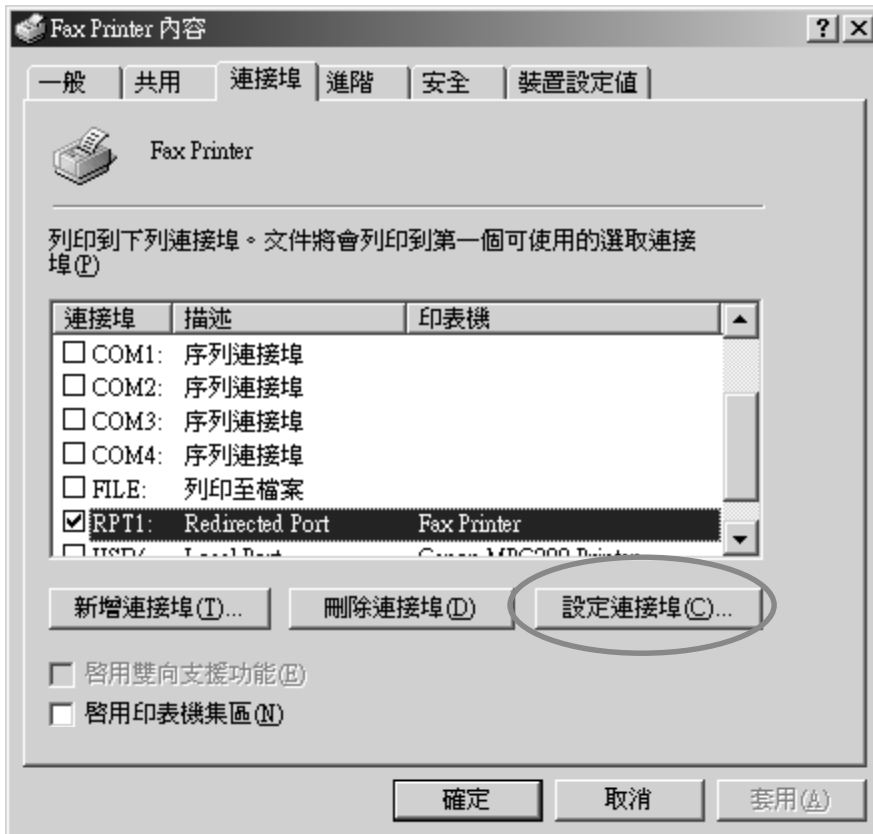 Fax Printer 內容
一般 共用 連接埠 進階 安全 裝置設定值
Fax Printer
列印到下列連接埠。文件將會列印到第一個可使用的選取連接
埠(P)
連接埠 描述 印表機
COM1: 序列連接埠
COM2: 序列連接埠
COM3: 序列連接埠
COM4: 序列連接埠
FILE: 列印至檔案
RPT1: Redirected Port Fax Printer
Local Port Canon Printer
新增連接埠(T)... 刪除連接埠(D) 設定連接埠(C)...
啓用雙向支援功能(E)
啓用印表機集區(N)
確定 取消 套用(A)